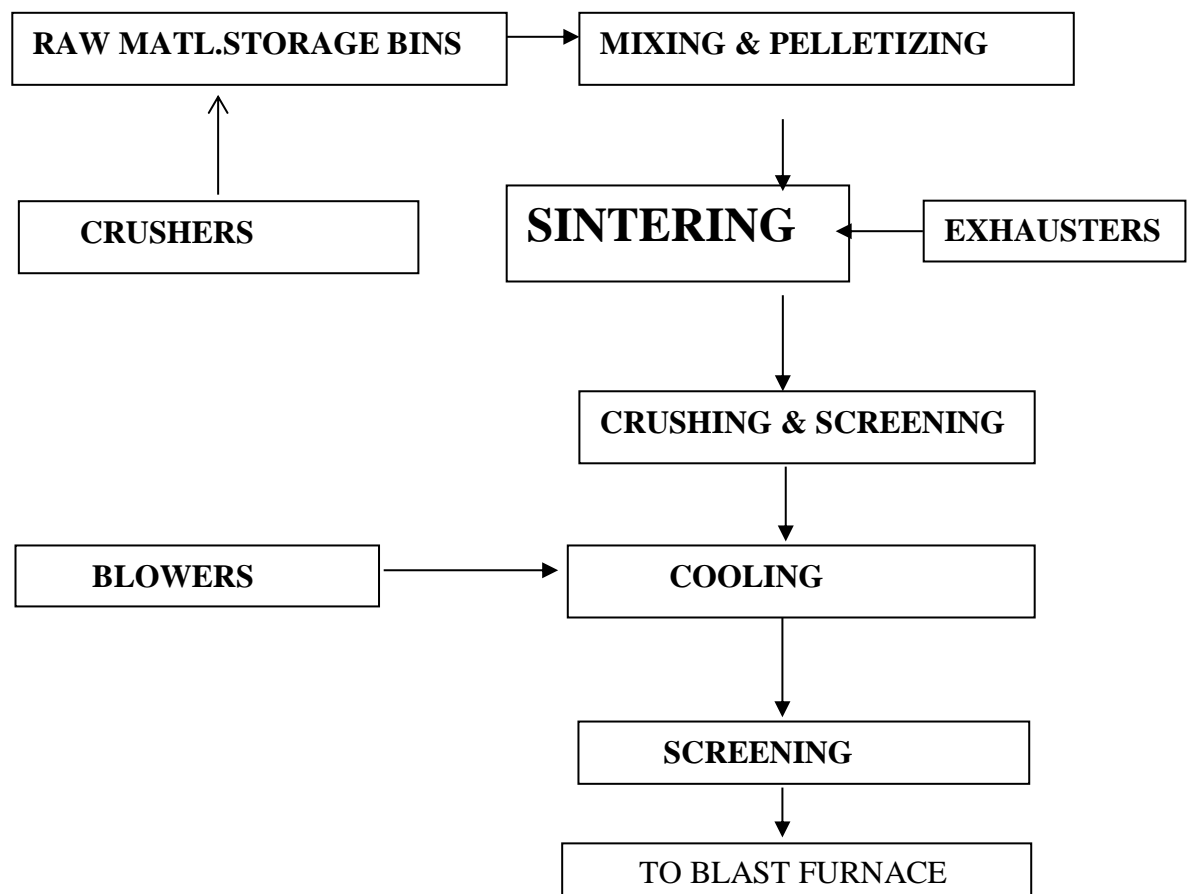 RAW MATL.STORAGE BINS
MIXING & PELLETIZING
CRUSHERS
SINTERING
EXHAUSTERS
CRUSHING & SCREENING
BLOWERS
COOLING
SCREENING
TO BLAST FURNACE